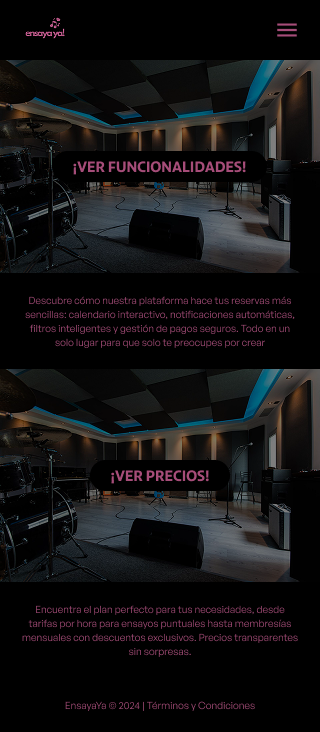 ensaya ya!
¡VER FUNCIONALIDADES!
Descubre cómo nuestra plataforma hace tus reservas más
sencillas: calendario interactivo, notificaciones automáticas,
filtros inteligentes y gestión de pagos seguros. Todo en un
solo lugar para que solo te preocupes por crear
¡VER PRECIOS!
Encuentra el plan perfecto para tus necesidades, desde
tarifas por hora para ensayos puntuales hasta membresías
mensuales con descuentos exclusivos. Precios transparentes
sin sorpresas.
EnsayaYa © 2024 | Términos y Condiciones